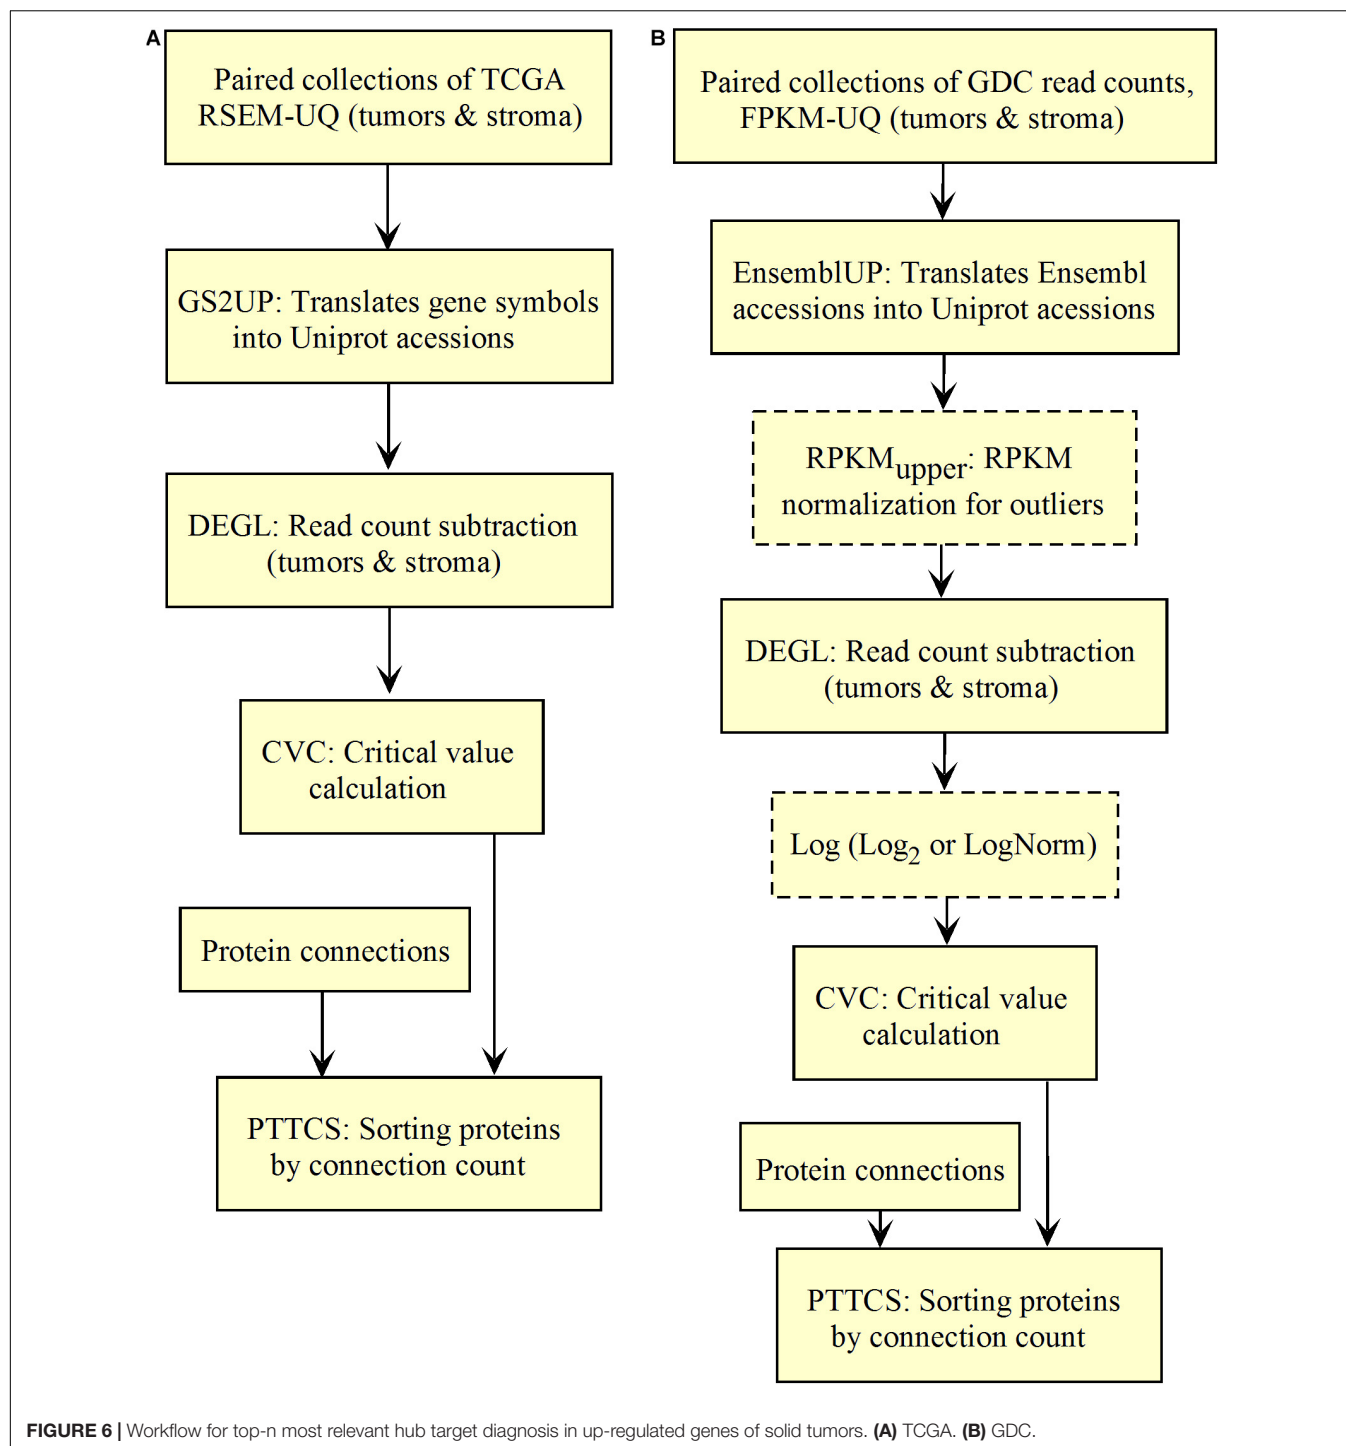 A
Paired collections of TCGA
RSEM-UQ (tumors & stroma)
GS2UP: Translates gene symbols
into Uniprot acessions
DEGL: Read count subtraction
(tumors & stroma)
CVC: Critical value
calculation
Protein connections
PTTCS: Sorting proteins
by connection count
B
Paired collections of GDC read counts,
FPKM-UQ (tumors & stroma)
EnsemblUP: Translates Ensembl
accessions into Uniprot acessions
RPKMupper: RPKM
normalization for outliers
DEGL: Read count subtraction
(tumors & stroma)
Log (Log2 or LogNorm)
CVC: Critical value
calculation
Protein connections
PTTCS: Sorting proteins
by connection count
FIGURE 6 | Workflow for top-n most relevant hub target diagnosis in up-regulated genes of solid tumors. (A) TCGA. (B) GDC.